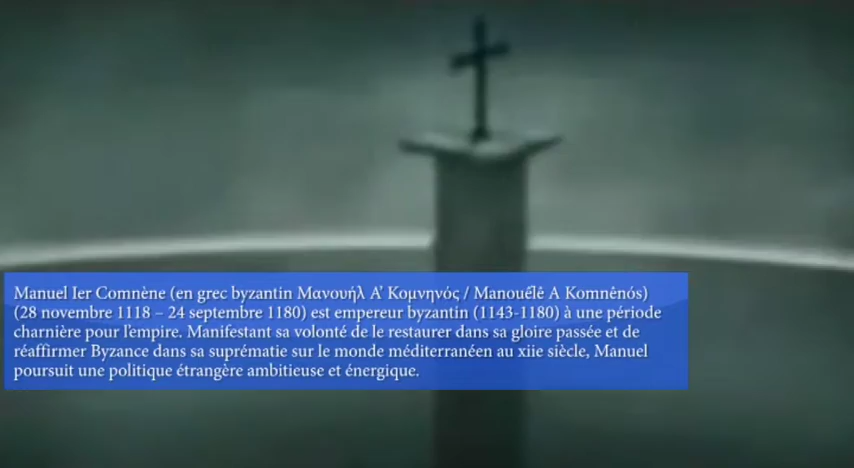 Manuel Ier Comnène (en grec byzantin Μανουήλ Α’ Κομνηνός / Manouếlê A Komnênós)
(28 novembre 1118 – 24 septembre 1180) est empereur byzantin (1143-1180) à une période
charnière pour l’empire. Manifestant sa volonté de le restaurer dans sa gloire passée et de
réaffirmer Byzance dans sa suprématie sur le monde méditerranéen au xiie siècle, Manuel
poursuit une politique étrangère ambitieuse et énergique.